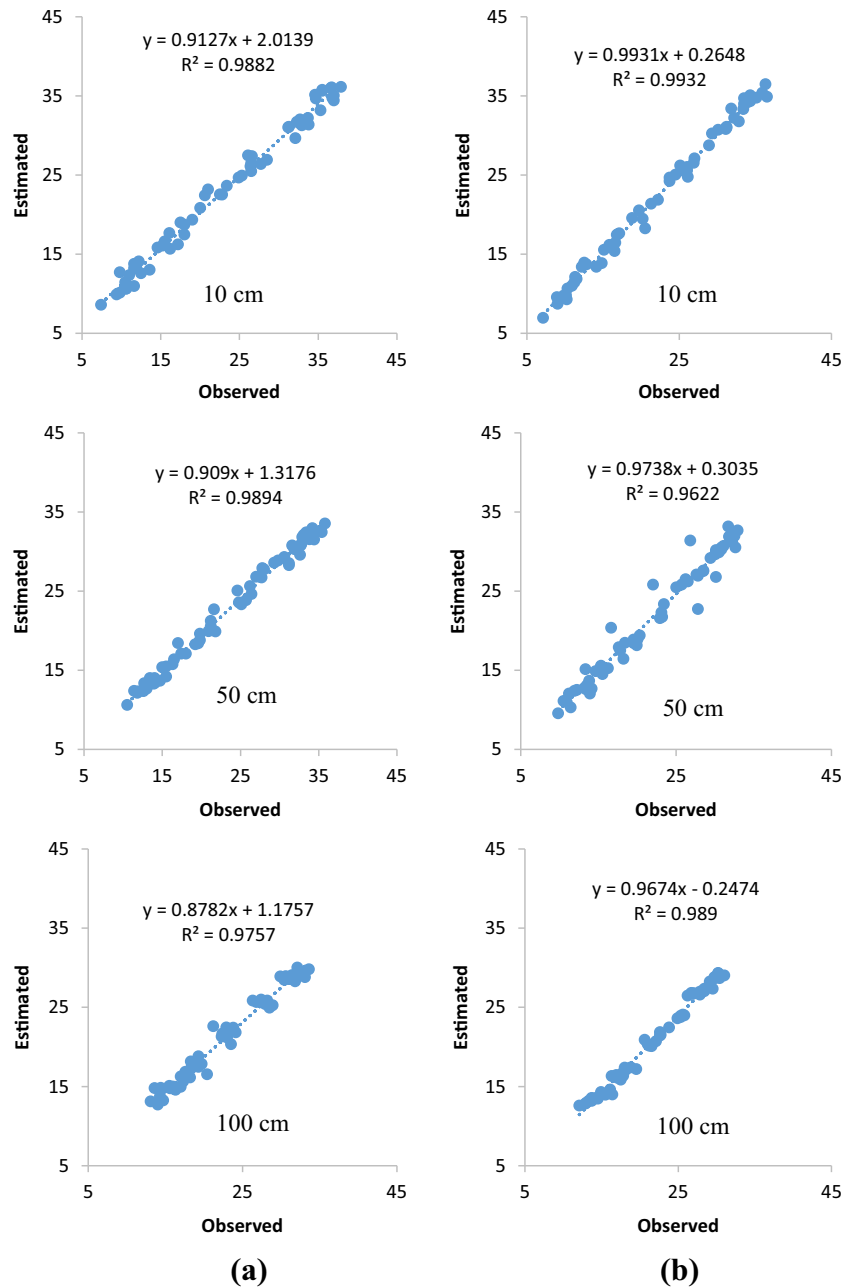 45
35
25
15
5
Estimated
y = 0.9127x + 2.0139
R² = 0.9882
10 cm
5 15 25 35 45
Observed
45
35
25
15
5
Estimated
y = 0.9931x + 0.2648
R² = 0.9932
10 cm
5 25 45
Observed
45
35
25
15
5
Estimated
y = 0.909x + 1.3176
R² = 0.9894
50 cm
5 15 25 35 45
Observed
45
35
25
15
5
Estimated
y = 0.9738x + 0.3035
R² = 0.9622
50 cm
5 25 45
Observed
45
35
25
15
5
Estimated
y = 0.8782x + 1.1757
R² = 0.9757
100 cm
5 25 45
Observed
45
35
25
15
5
Estimated
y = 0.9674x - 0.2474
R² = 0.989
100 cm
5 25 45
Observed
(a)
(b)